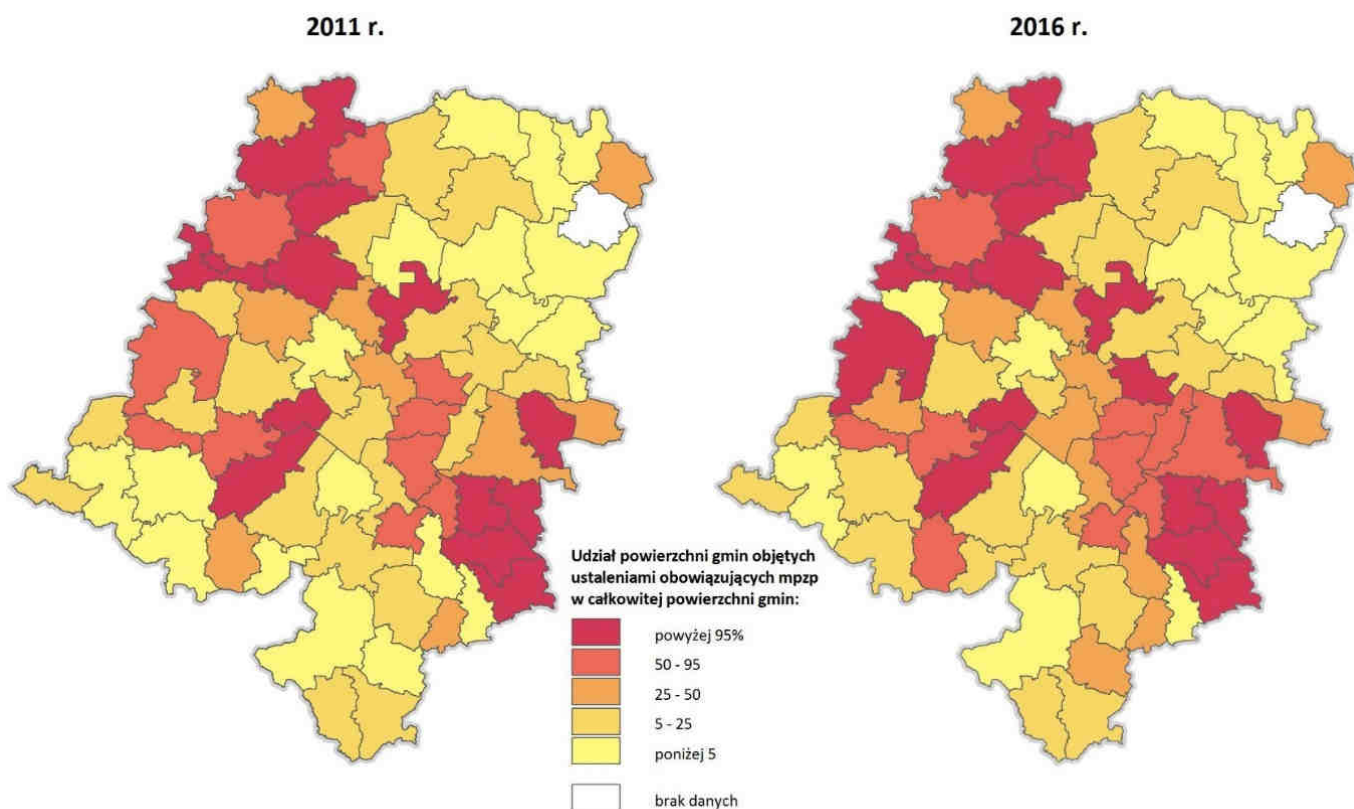 2011 r.
2016 r.
Udział powierzchni gmin objętych
ustaleniami obowiązujących mpzp
w całkowitej powierzchni gmin:
powyżej 95%
50 - 95
25 - 50
5 - 25
poniżej 5
brak danych